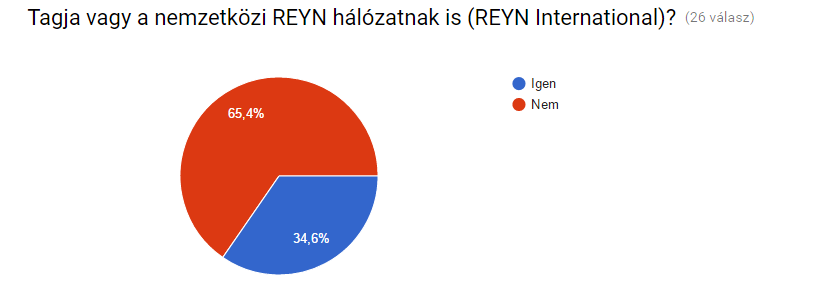 Tagja vagy a nemzetközi REYN hálózatnak is (REYN International)? (26 válasz)
Igen
Nem
65,4%
34,6%